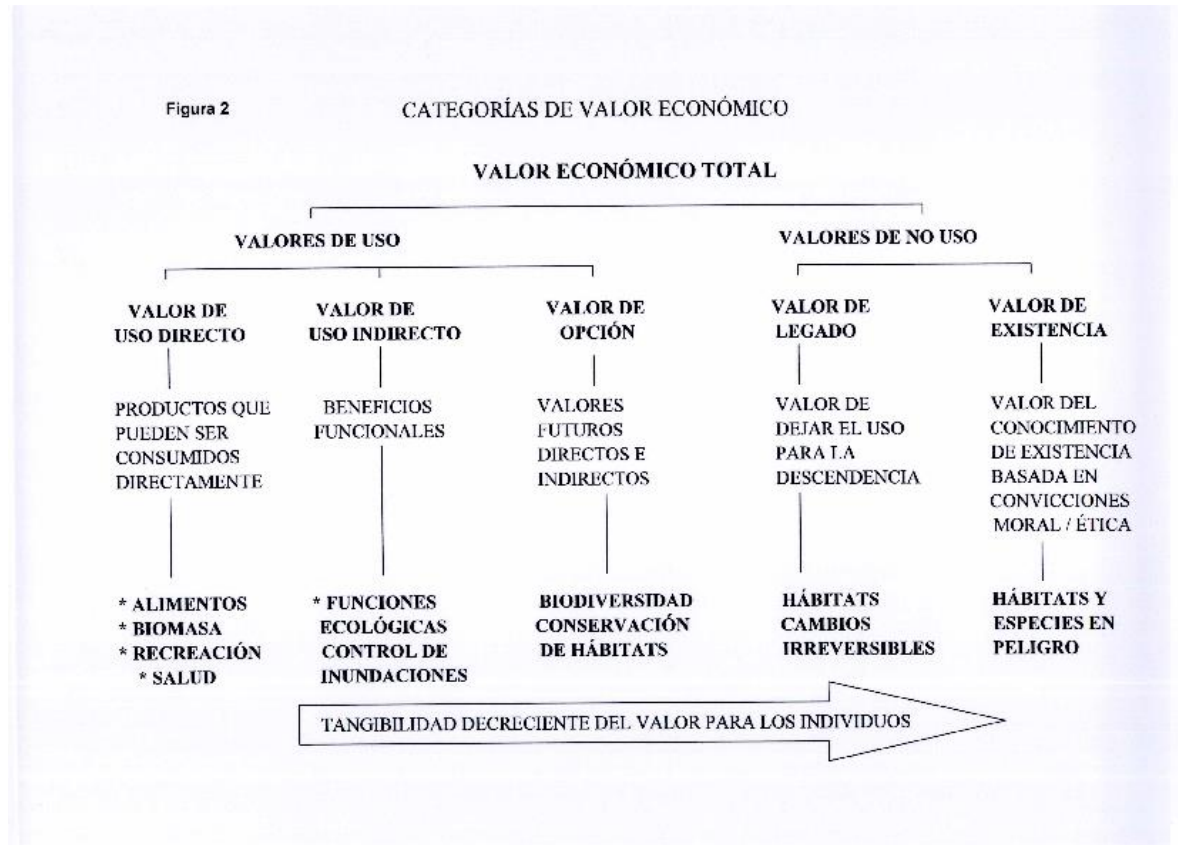 Figura 2
CATEGORÍAS DE VALOR ECONÓMICO
VALOR ECONÓMICO TOTAL
VALORES DE USO
VALORES DE NO USO
VALOR DE
USO DIRECTO
VALOR DE
USO INDIRECTO
VALOR DE
OPCIÓN
VALOR DE
LEGADO
VALOR DE
EXISTENCIA
PRODUCTOS QUE
PUEDEN SER
CONSUMIDOS
DIRECTAMENTE
BENEFICIOS
FUNCIONALES
VALORES
FUTUROS
DIRECTOS E
INDIRECTOS
VALOR DE
DEJAR EL USO
PARA LA
DESCENDENCIA
VALOR DEL
CONOCIMIENTO
DE EXISTENCIA
BASADA EN
CONVICCIONES
MORAL / ÉTICA
* ALIMENTOS
* BIOMASA
* RECREACIÓN
* SALUD
* FUNCIONES
ECOLÓGICAS
CONTROL DE
INUNDACIONES
BIODIVERSIDAD
CONSERVACIÓN
DE HÁBITATS
HÁBITATS
CAMBIOS
IRREVERSIBLES
HÁBITATS Y
ESPECIES EN
PELIGRO
TANGIBILIDAD DECRECIENTE DEL VALOR PARA LOS INDIVIDUOS